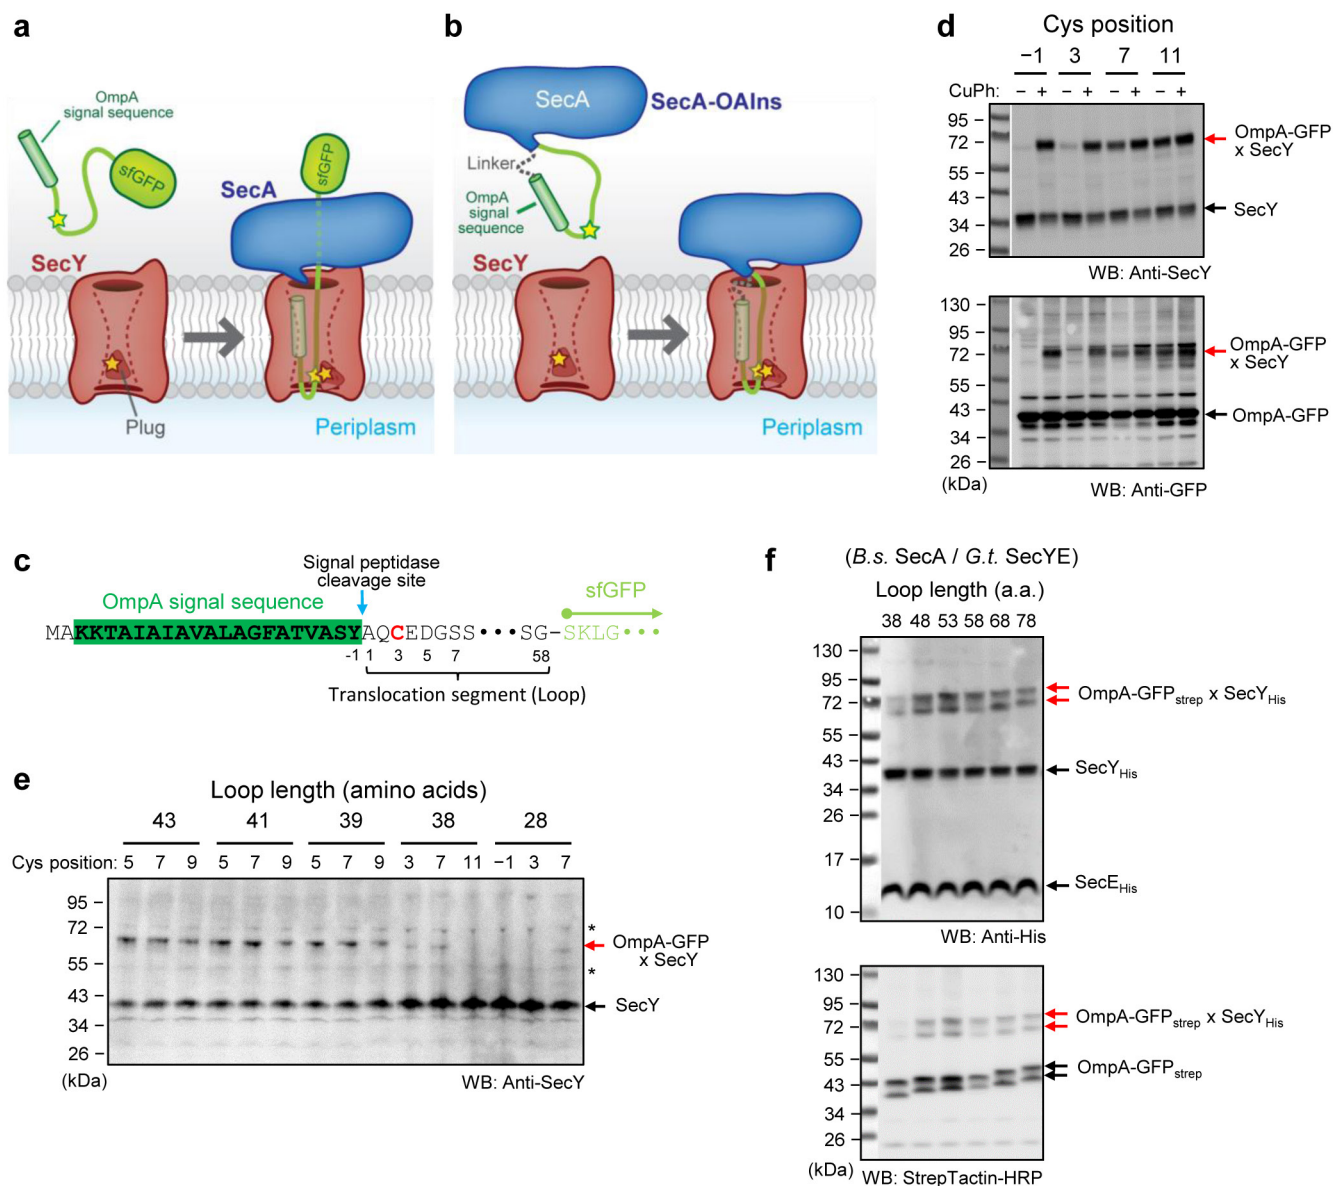 a
OmpA
signal sequence
sfGFP
SecY
Plug
SecA
sfGFP
Periplasm
b
SecA
SecA-OAIns
Linker
OmpA
signal
sequence
SecY
Periplasm
c
Signal peptidase
cleavage site
OmpA signal sequence
sfGFP
MAKKTAIAIAVALAGFATVASYAQCEDGSS•••SG–SKLG•••
-1 1 3 5 7 58
Translocation segment (Loop)
d
Cys position
−1 3 7 11
CuPh: – + – + – + – +
95
72
55
43
34
26
OmpA-GFP
x SecY
SecY
WB: Anti-SecY
130
95
72
55
43
34
26
(kDa)
OmpA-GFP
x SecY
OmpA-GFP
WB: Anti-GFP
e
Loop length (amino acids)
43 41 39 38 28
Cys position: 5 7 9 5 7 9 5 7 9 3 7 11 −1 3 7
95
72
55
43
34
26
(kDa)
*
OmpA-GFP
x SecY
*
SecY
WB: Anti-SecY
f
(B.s. SecA / G.t. SecYE)
Loop length (a.a.)
38 48 53 58 68 78
130
95
72
55
43
34
26
17
10
OmpA-GFPstrep x SecYHis
SecYHis
SecEHis
WB: Anti-His
130
95
72
55
43
34
26
(kDa)
OmpA-GFPstrep x SecYHis
OmpA-GFPstrep
WB: StrepTactin-HRP